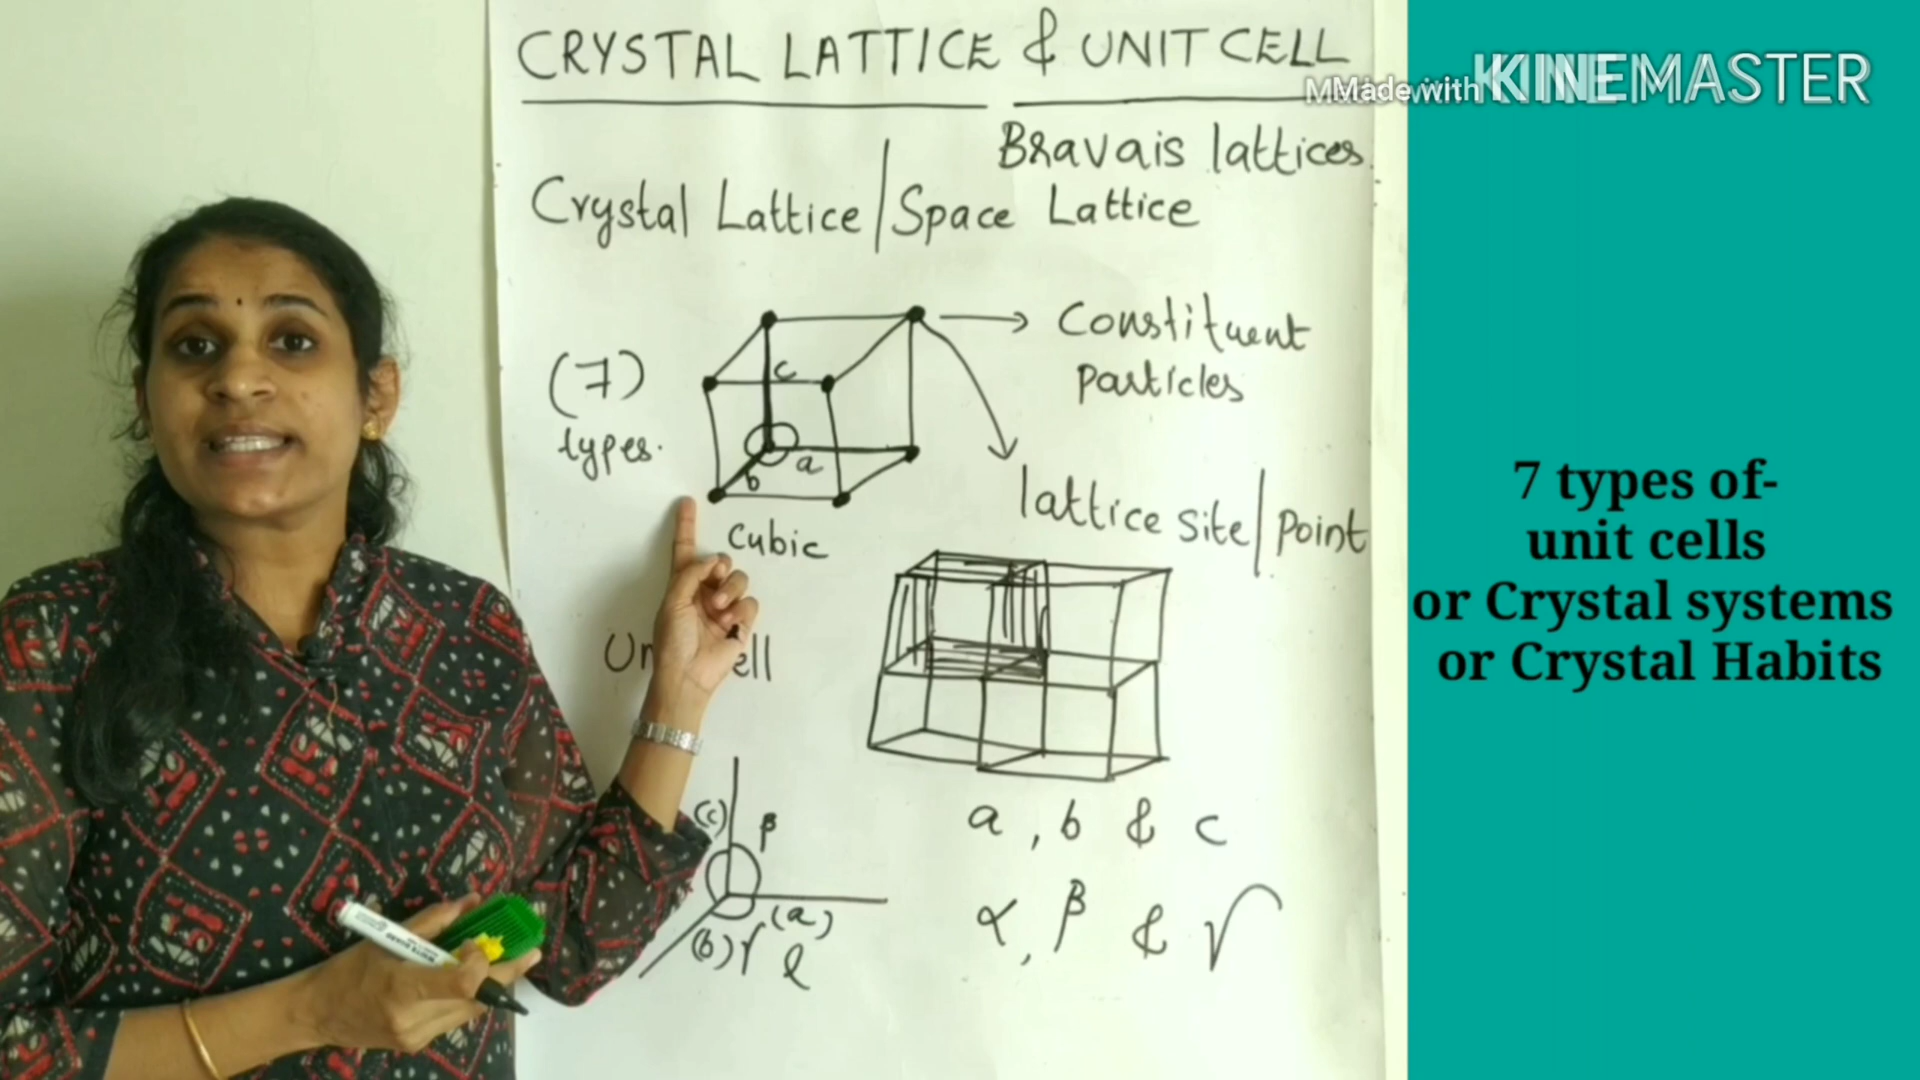 CRYSTAL LATTICE & UNIT CELL
Made with KINEMASTER
Bravais lattices
Crystal Lattice / Space Lattice
(7)
types.
c
a
b
Constituent
particles
lattice site / point
Cubic
7 types of-
unit cells
or Crystal systems
or Crystal Habits
(c) β
(a)
(b) γ
a, b & c
α, β & γ